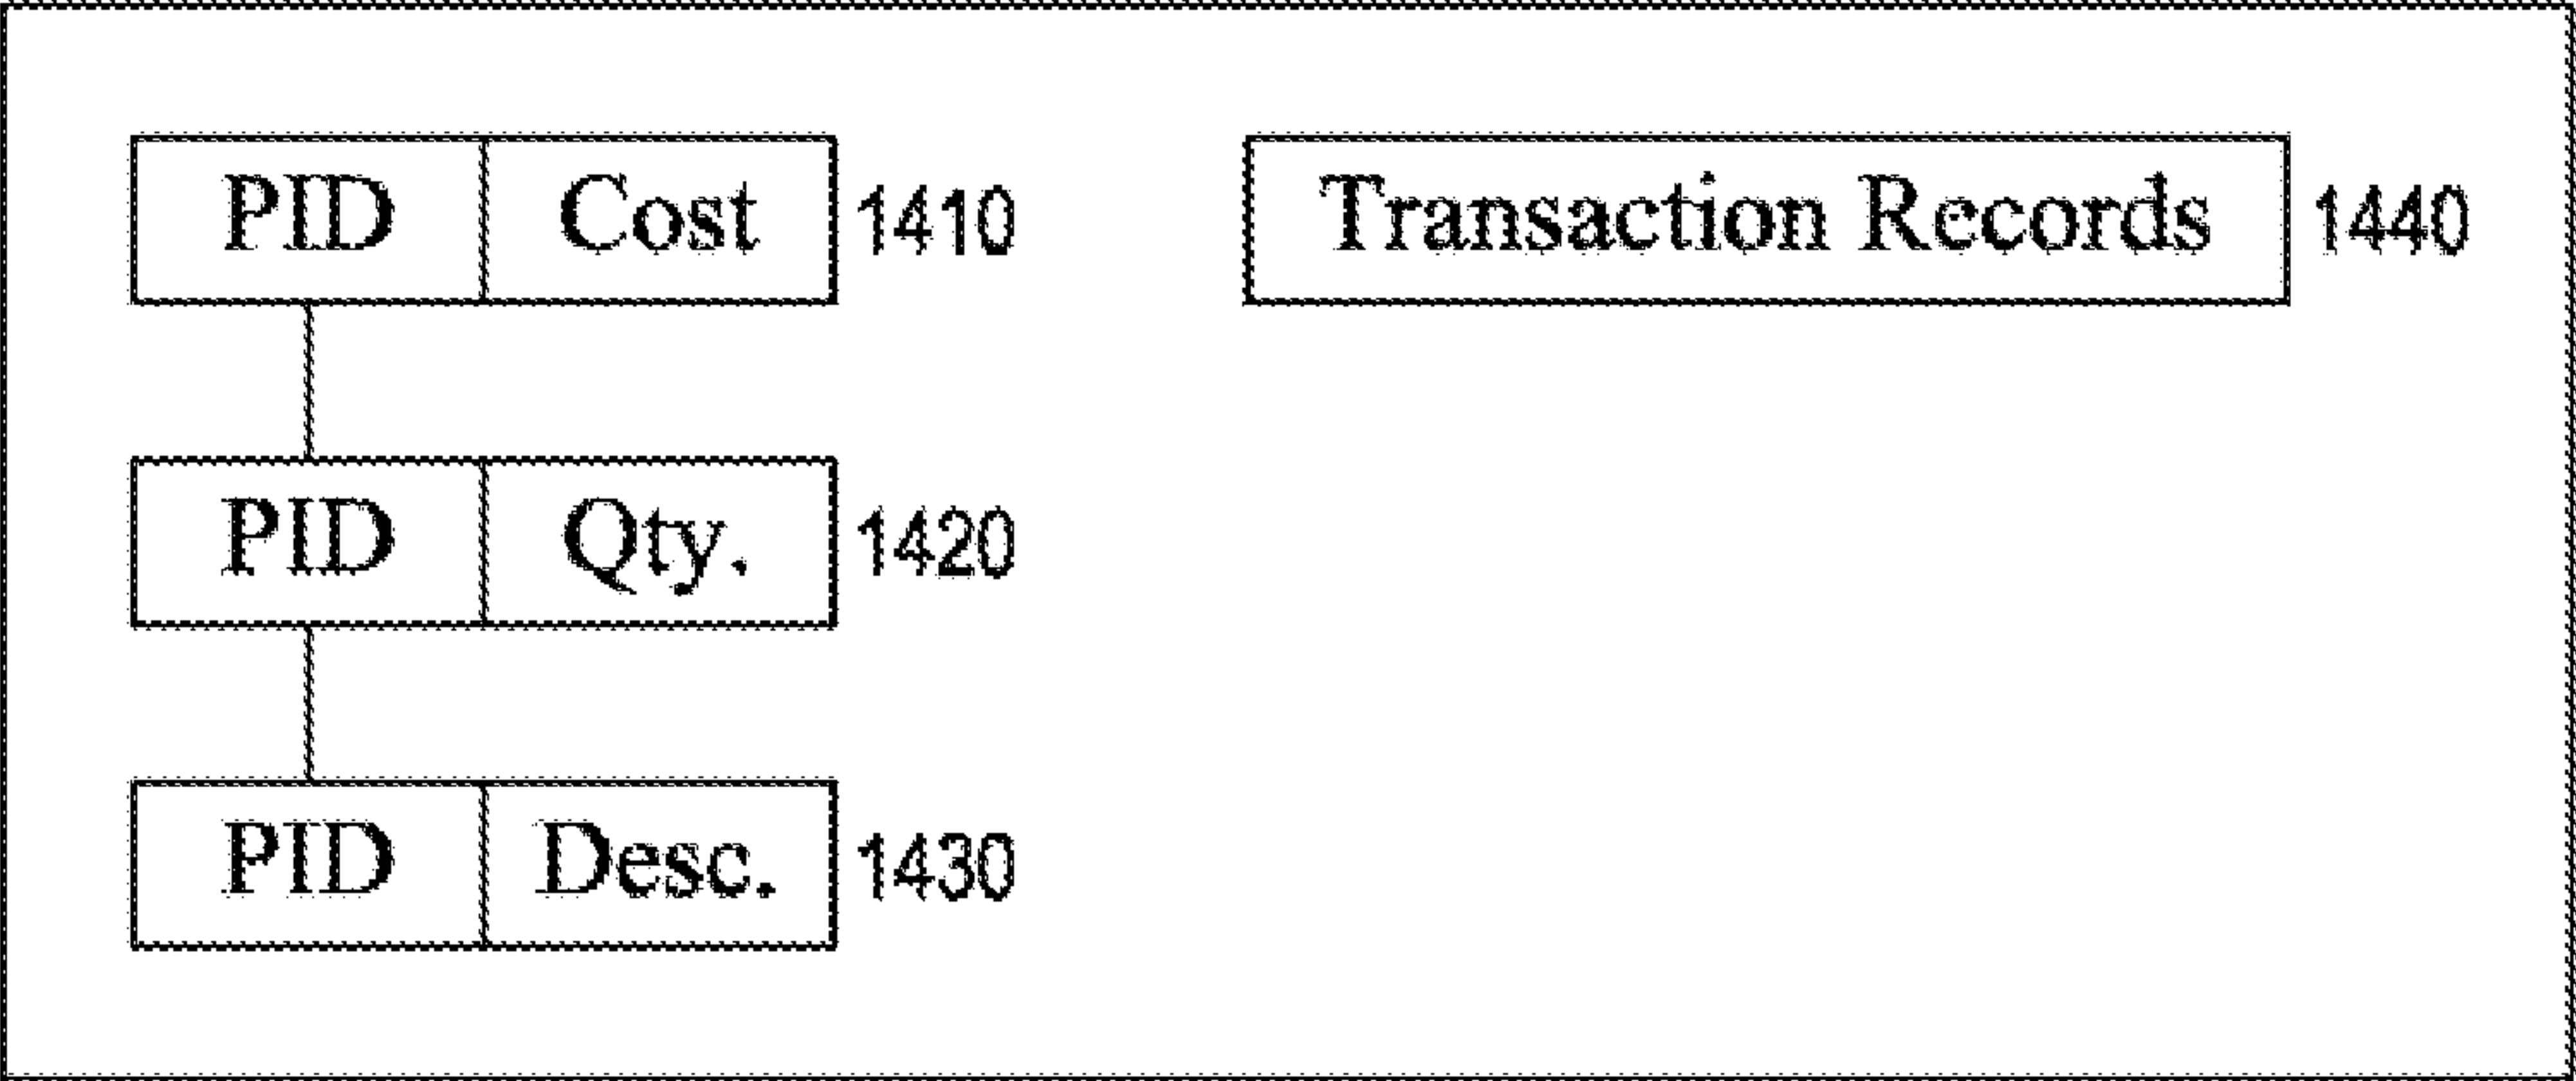 PID Cost 1410 Transaction Records 1440
PID Qty. 1420
PID Desc. 1430